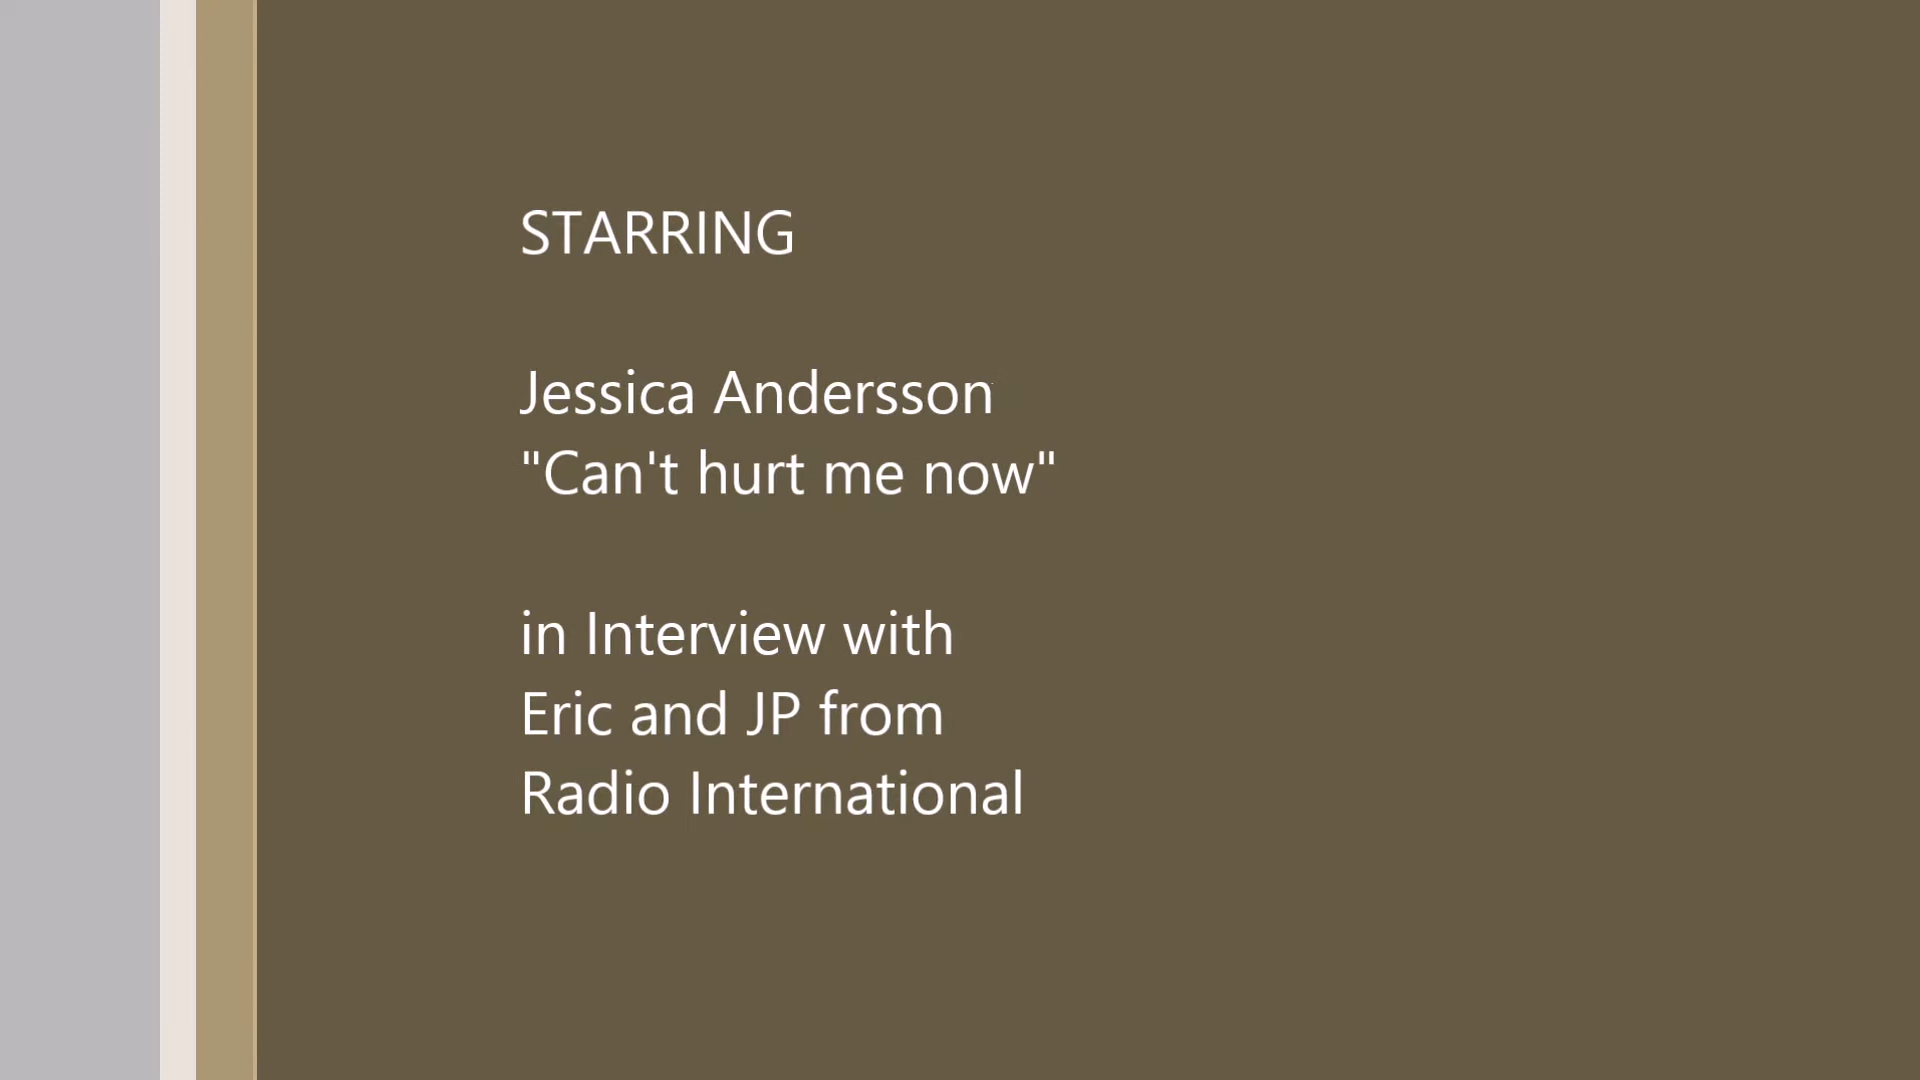 STARRING
Jessica Andersson
"Can't hurt me now"
in Interview with
Eric and JP from
Radio International